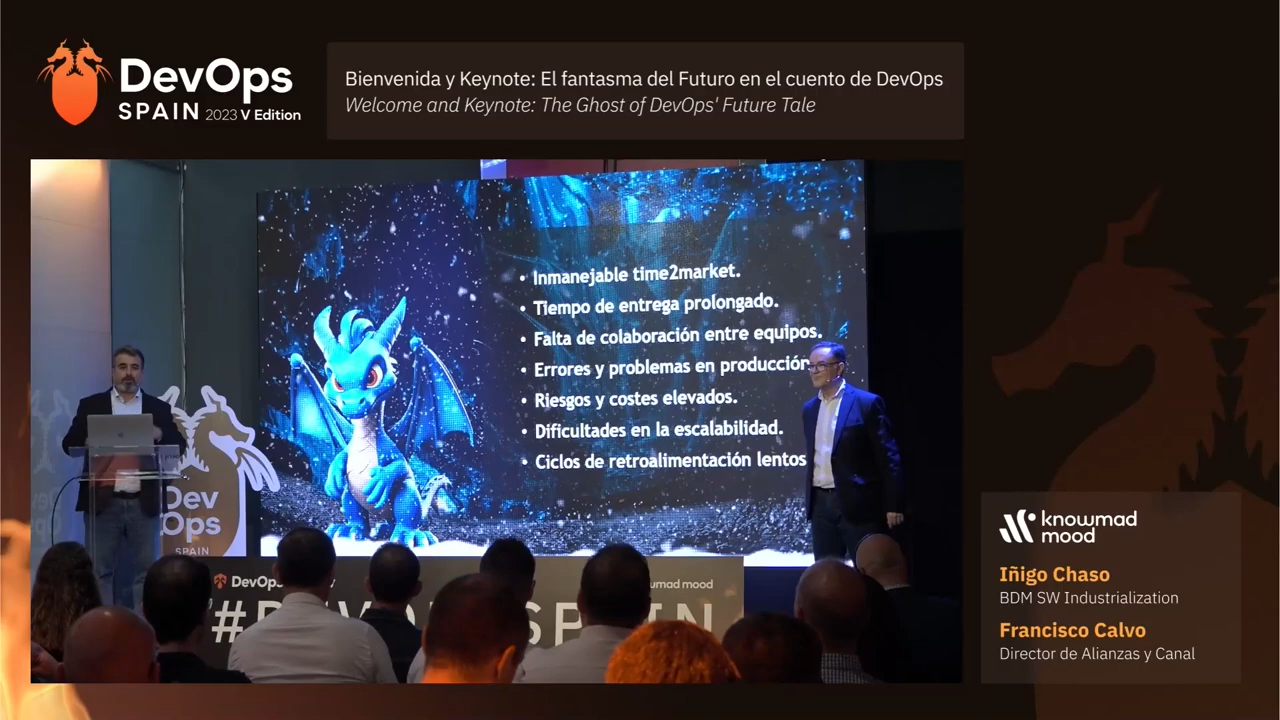 DevOps
SPAIN 2023 V Edition
Bienvenida y Keynote: El fantasma del Futuro en el cuento de DevOps
Welcome and Keynote: The Ghost of DevOps' Future Tale
• Inmanejable time2market.
• Tiempo de entrega prolongado.
• Falta de colaboración entre equipos.
• Errores y problemas en producción
• Riesgos y costes elevados.
• Dificultades en la escalabilidad.
• Ciclos de retroalimentación lentos
Dev
Ops
SPAIN
DevOps
mood
knowmad
mood
Iñigo Chaso
BDM SW Industrialization
Francisco Calvo
Director de Alianzas y Canal